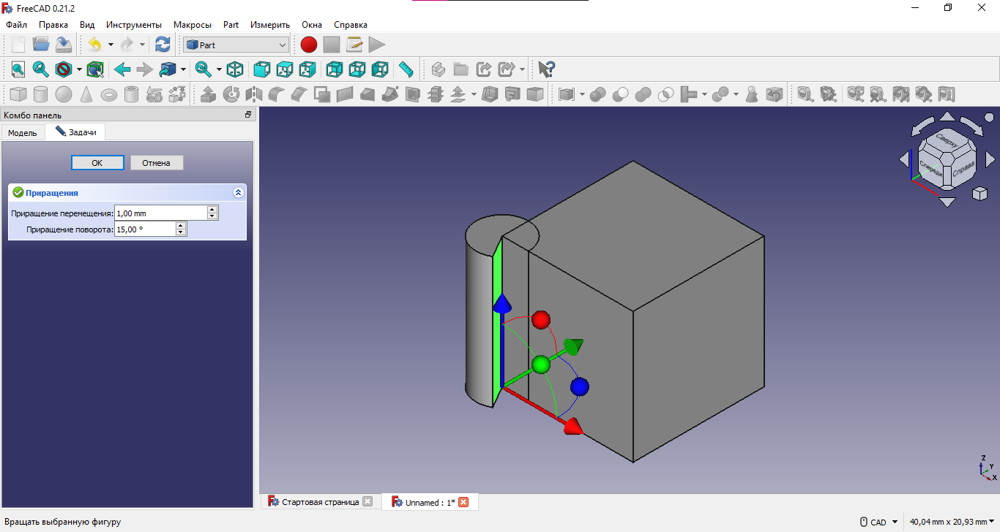 FreeCAD 0.21.2
Файл Правка Вид Инструменты Макросы Part Измерить Окна Справка
Part
Комбо панель
Модель Задачи
OK Отмена
Приращения
Приращение перемещения: 1,00 mm
Приращение поворота: 15,00 °
Сверху
Спереди Справа
Z
Y
X
Стартовая страница Unnamed : 1*
Вращать выбранную фигуру CAD 40,04 mm x 20,93 mm